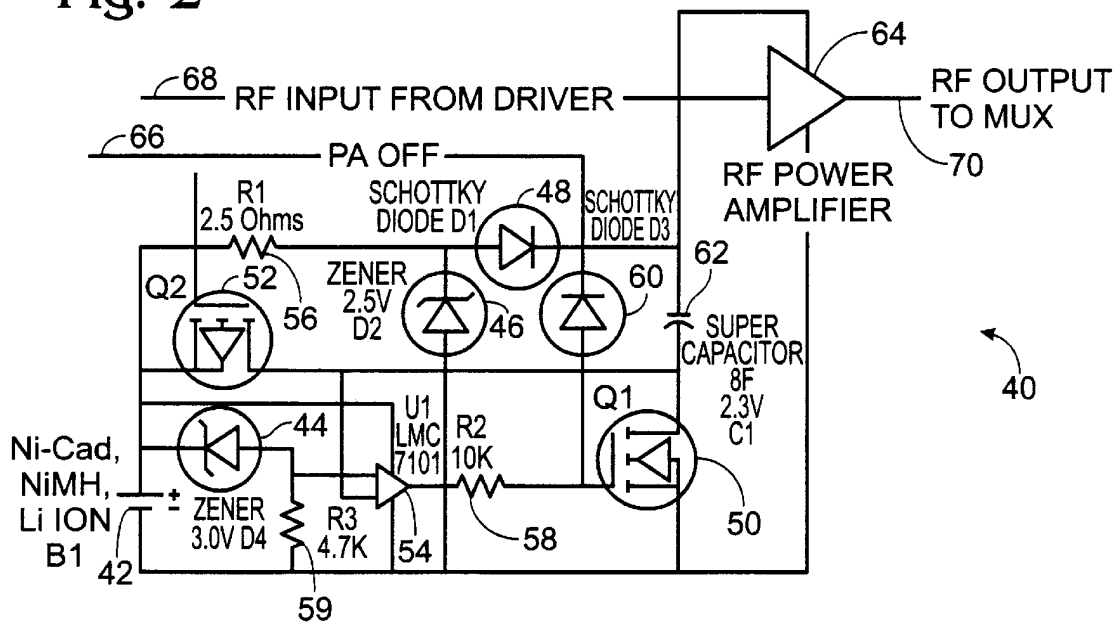 Fig. 2
64
68
RF INPUT FROM DRIVER
RF OUTPUT
TO MUX
66
PA OFF
70
RF POWER
AMPLIFIER
R1
2.5 Ohms
SCHOTTKY
DIODE D1
48
SCHOTTKY
DIODE D3
Q2
52
56
ZENER
2.5V
D2
46
60
62
SUPER
CAPACITOR
8F
2.3V
C1
40
Ni-Cad,
NiMH,
Li ION
B1
+
-
44
ZENER
3.0V D4
U1
LMC
7101
R2
10K
Q1
R3
4.7K
42
54
58
50
59